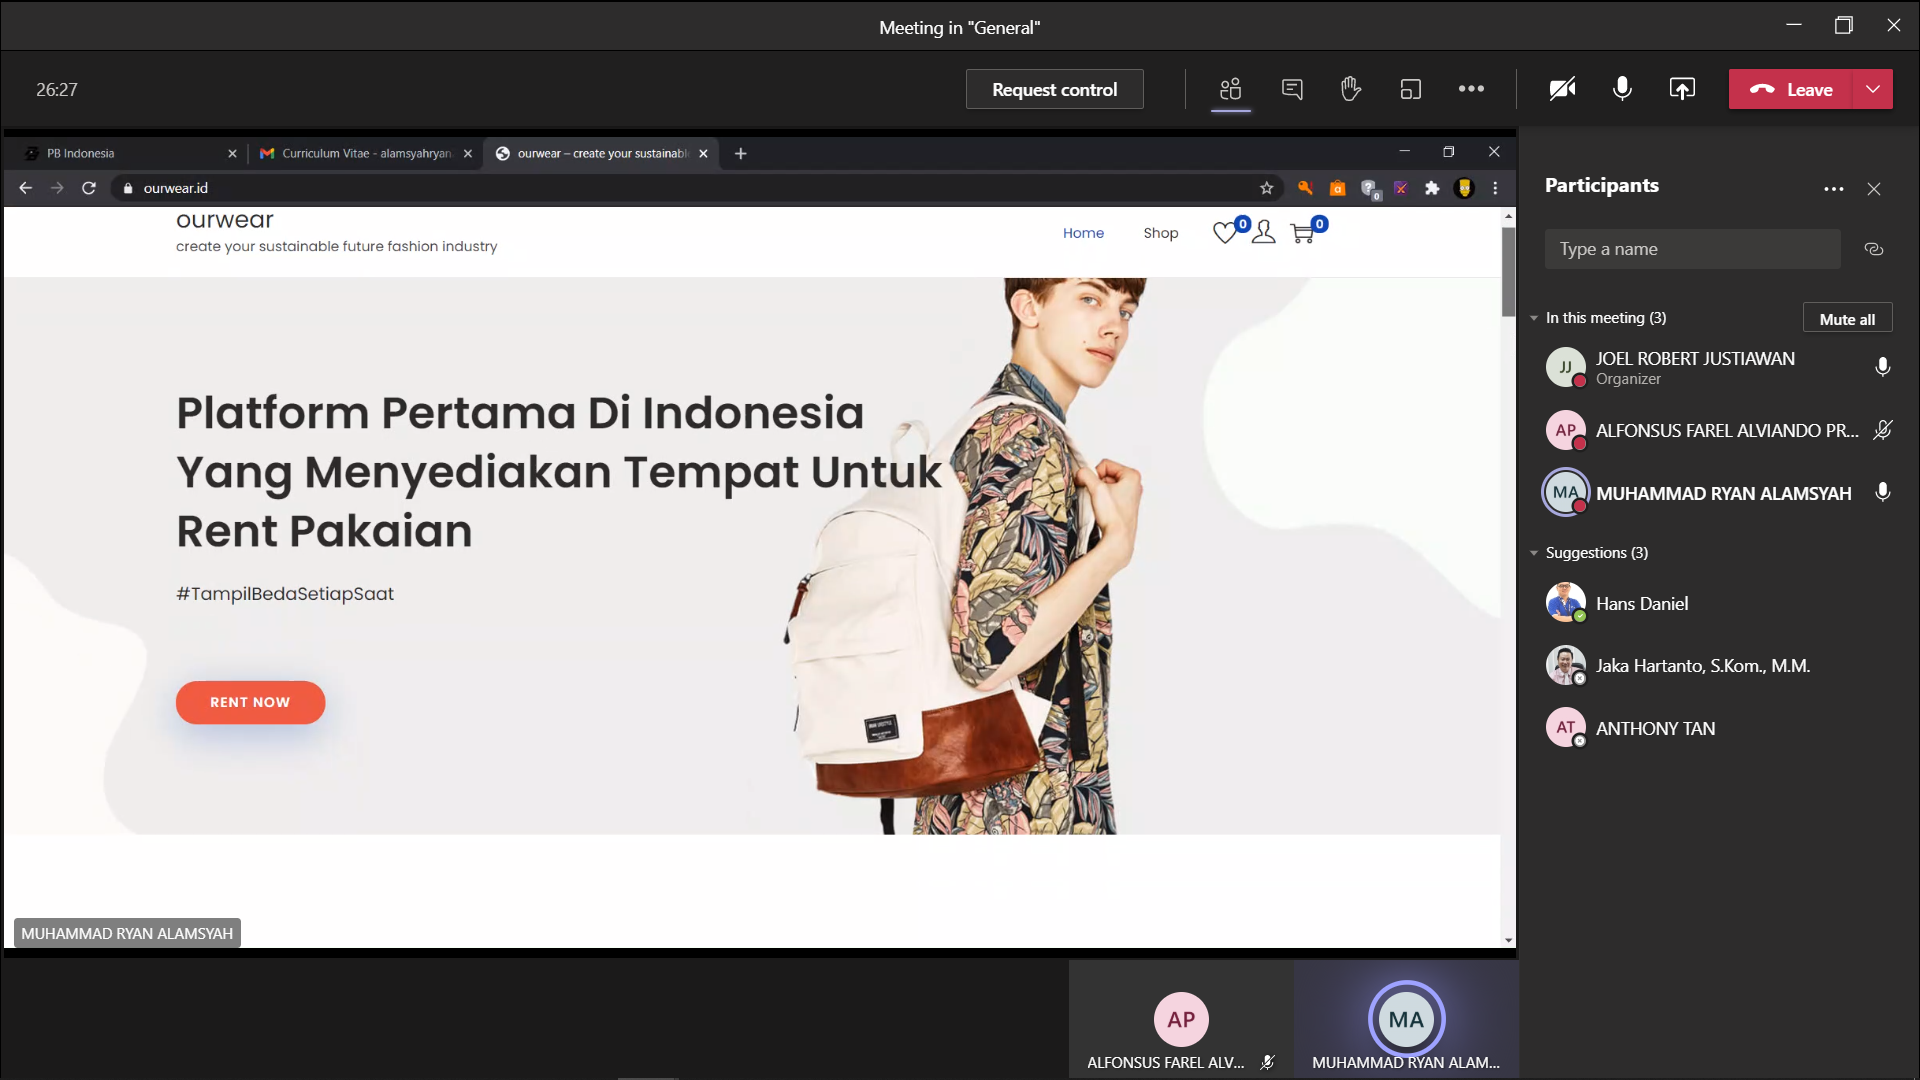 Meeting in "General"
26:27
Request control
Leave
PB Indonesia
Curriculum Vitae - alamsyahryan
ourwear – create your sustainable
ourwear.id
0
ourwear
create your sustainable future fashion industry
Home
Shop
0
0
Platform Pertama Di Indonesia
Yang Menyediakan Tempat Untuk
Rent Pakaian
#TampilBedaSetiapSaat
RENT NOW
MUHAMMAD RYAN ALAMSYAH
Participants
Type a name
In this meeting (3)
Mute all
JJ
JOEL ROBERT JUSTIAWAN
Organizer
AP
ALFONSUS FAREL ALVIANDO PR...
MA
MUHAMMAD RYAN ALAMSYAH
Suggestions (3)
Hans Daniel
Jaka Hartanto, S.Kom., M.M.
AT
ANTHONY TAN
AP
ALFONSUS FAREL ALV...
MA
MUHAMMAD RYAN ALAM...